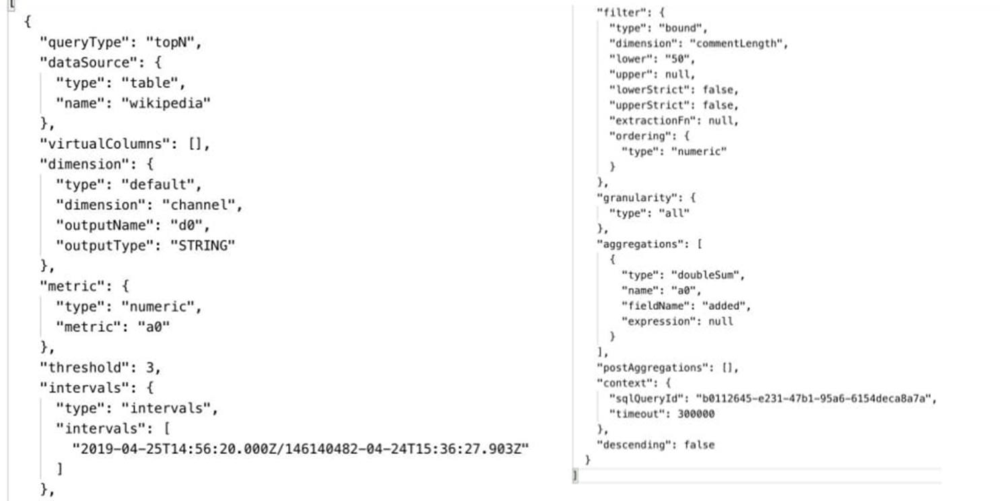 [
{
"queryType": "topN",
"dataSource": {
"type": "table",
"name": "wikipedia"
},
"virtualColumns": [],
"dimension": {
"type": "default",
"dimension": "channel",
"outputName": "d0",
"outputType": "STRING"
},
"metric": {
"type": "numeric",
"metric": "a0"
},
"threshold": 3,
"intervals": {
"type": "intervals",
"intervals": [
"2019-04-25T14:56:20.000Z/146140482-04-24T15:36:27.903Z"
]
},
"filter": {
"type": "bound",
"dimension": "commentLength",
"lower": "50",
"upper": null,
"lowerStrict": false,
"upperStrict": false,
"extractionFn": null,
"ordering": {
"type": "numeric"
}
},
"granularity": {
"type": "all"
},
"aggregations": [
{
"type": "doubleSum",
"name": "a0",
"fieldName": "added",
"expression": null
}
],
"postAggregations": [],
"context": {
"sqlQueryId": "b0112645-e231-47b1-95a6-6154deca8a7a",
"timeout": 300000
},
"descending": false
}
]